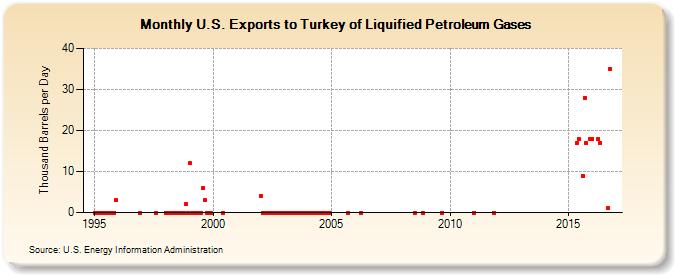 Monthly U.S. Exports to Turkey of Liquified Petroleum Gases
Thousand Barrels per Day
40
30
20
10
0
1995 2000 2005 2010 2015
Source: U.S. Energy Information Administration